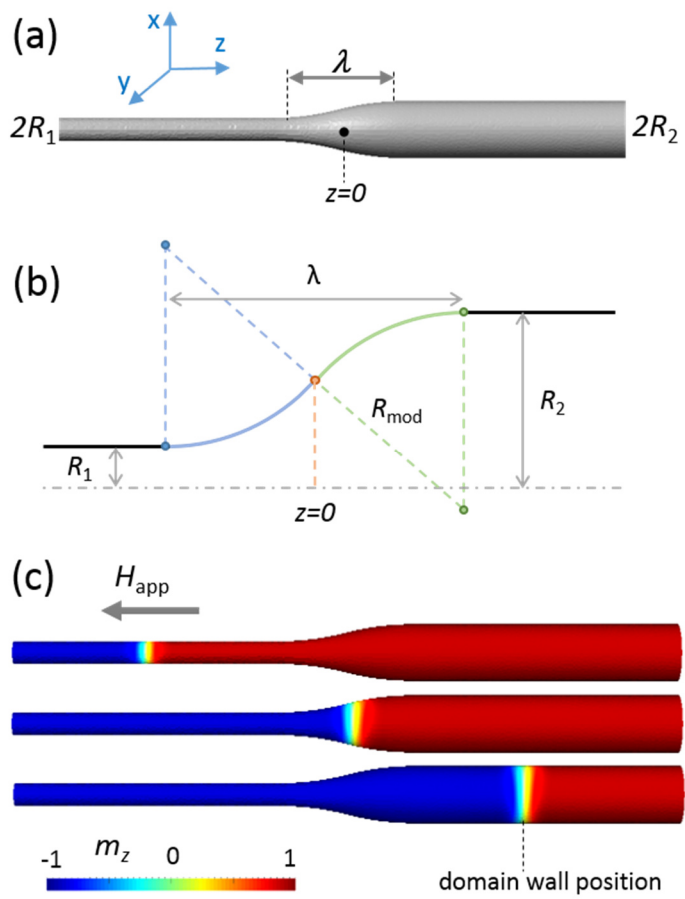 (a)
x
z
y
λ
2R1
2R2
z=0
(b)
λ
Rmod
R2
R1
z=0
(c)
Happ
-1 mz 0 1
domain wall position